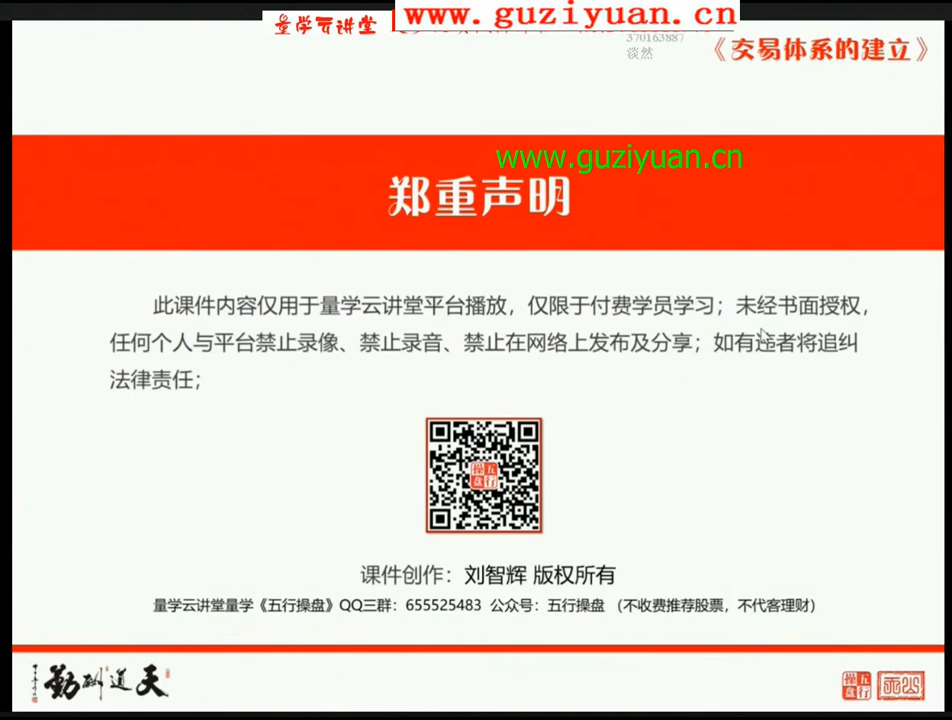 量学云讲堂
www.guziyuan.cn
370163887
淡然
《交易体系的建立》
www.guziyuan.cn
郑重声明
此课件内容仅用于量学云讲堂平台播放，仅限于付费学员学习；未经书面授权，
任何个人与平台禁止录像、禁止录音、禁止在网络上发布及分享；如有违者将追纠
法律责任；
操 五
盘 行
课件创作：刘智辉 版权所有
量学云讲堂量学《五行操盘》QQ三群：655525483 公众号：五行操盘 （不收费推荐股票，不代客理财）
勤酬道天
操 五
盘 行